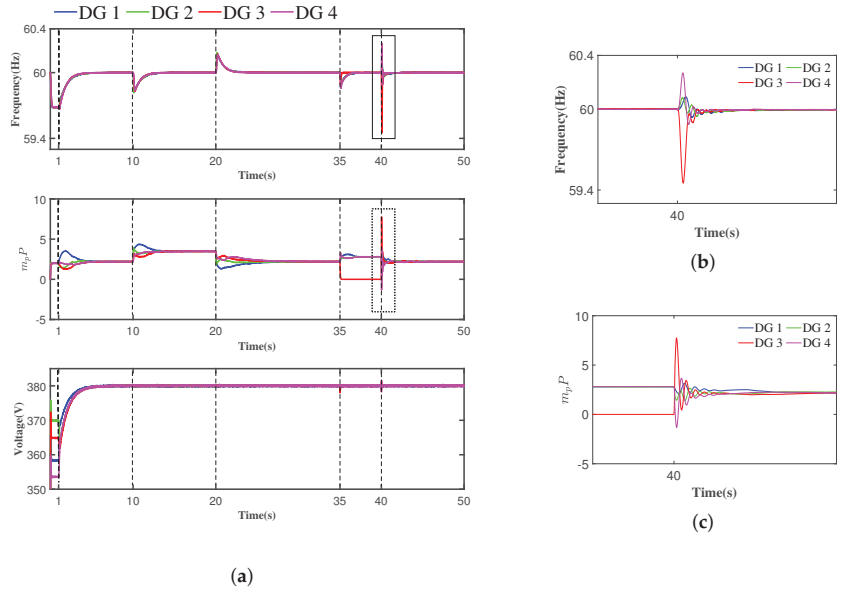 DG 1 DG 2 DG 3 DG 4
60.4
60
59.4
Frequency(Hz)
1 10 20 35 40 50
Time(s)
10
5
0
-5
m_pP
1 10 20 35 40 50
Time(s)
380
370
360
350
Voltage(V)
1 10 20 35 40 50
Time(s)
(a)
60.4
60
59.4
Frequency(Hz)
DG 1 DG 2
DG 3 DG 4
40
Time(s)
(b)
10
5
0
-5
m_pP
DG 1 DG 2
DG 3 DG 4
40
Time(s)
(c)